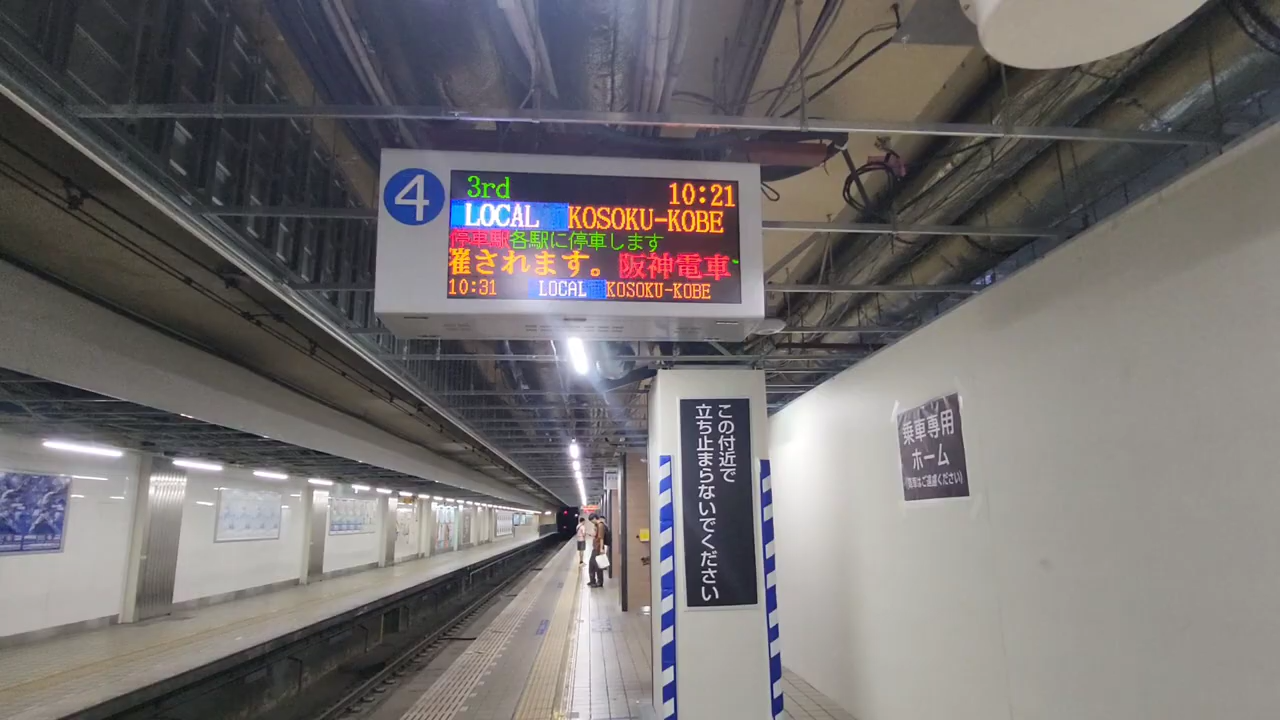 4
3rd 10:21
LOCAL KOSOKU-KOBE
停車駅各駅に停車します
催されます。阪神電車
10:31 LOCAL KOSOKU-KOBE
この付近で
立ち止まらないでください
乗車専用
ホーム